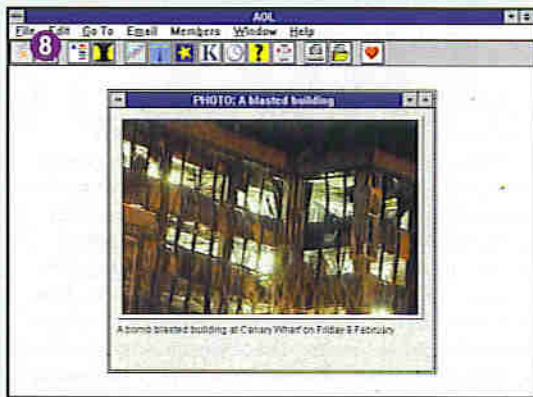 AOL
File Edit Go To Email Members Window Help
8
K ?
PHOTO: A blasted building
A bomb blasted building at Canary Wharf on Friday 9 February